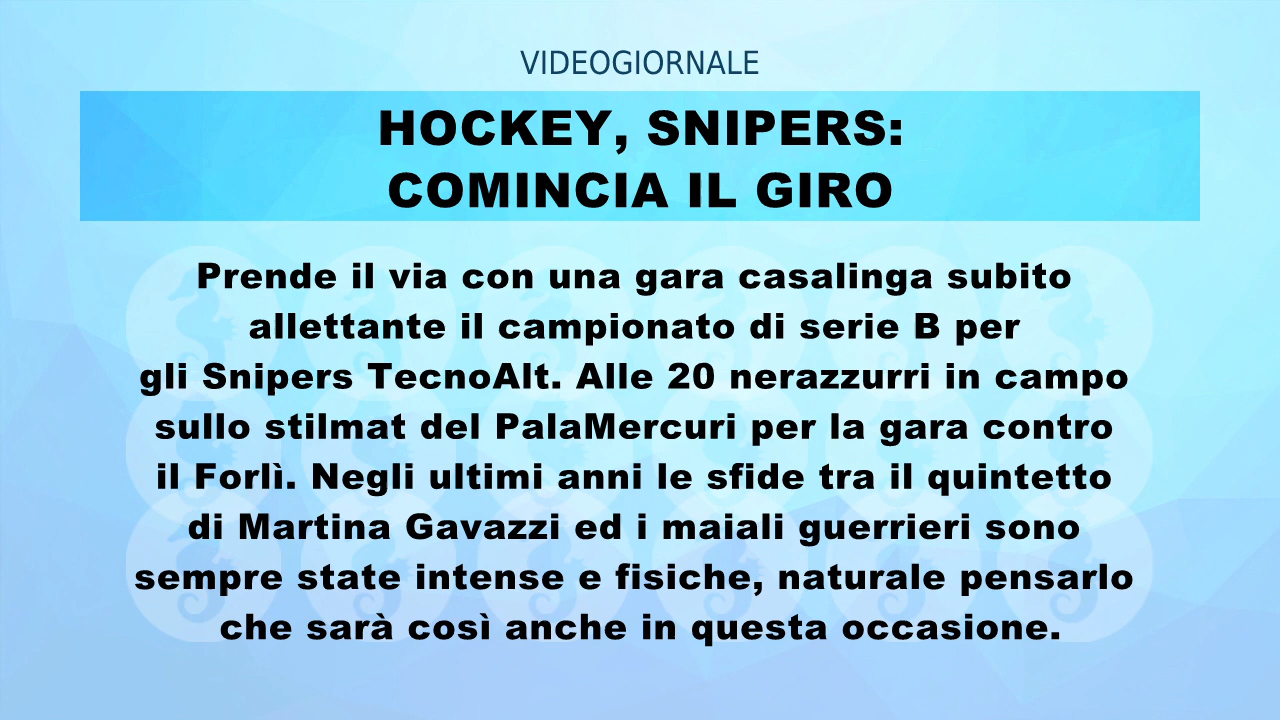 VIDEOGIORNALE
HOCKEY, SNIPERS:
COMINCIA IL GIRO
Prende il via con una gara casalinga subito
allettante il campionato di serie B per
gli Snipers TecnoAlt. Alle 20 nerazzurri in campo
sullo stilmat del PalaMercuri per la gara contro
il Forlì. Negli ultimi anni le sfide tra il quintetto
di Martina Gavazzi ed i maiali guerrieri sono
sempre state intense e fisiche, naturale pensarlo
che sarà così anche in questa occasione.